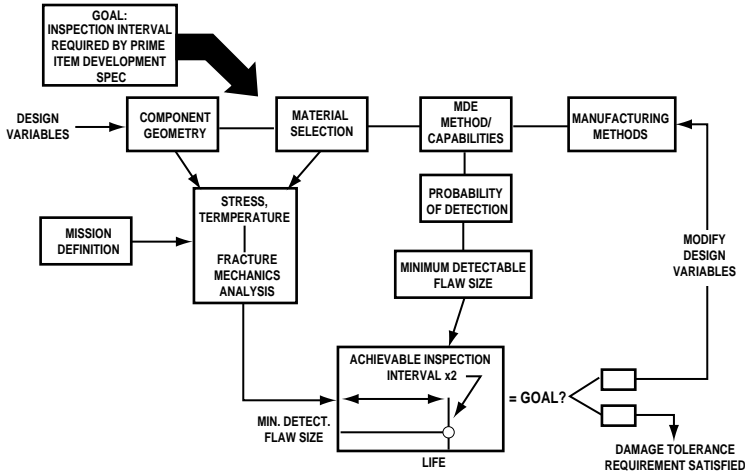 GOAL:
INSPECTION INTERVAL
REQUIRED BY PRIME
ITEM DEVELOPMENT
SPEC
DESIGN
VARIABLES
COMPONENT
GEOMETRY
MATERIAL
SELECTION
MDE
METHOD/
CAPABILITIES
MANUFACTURING
METHODS
STRESS,
TERMPERATURE
FRACTURE
MECHANICS
ANALYSIS
PROBABILITY
OF DETECTION
MISSION
DEFINITION
MINIMUM DETECTABLE
FLAW SIZE
MODIFY
DESIGN
VARIABLES
ACHIEVABLE INSPECTION
INTERVAL x2
= GOAL?
MIN. DETECT.
FLAW SIZE
LIFE
DAMAGE TOLERANCE
REQUIREMENT SATISFIED